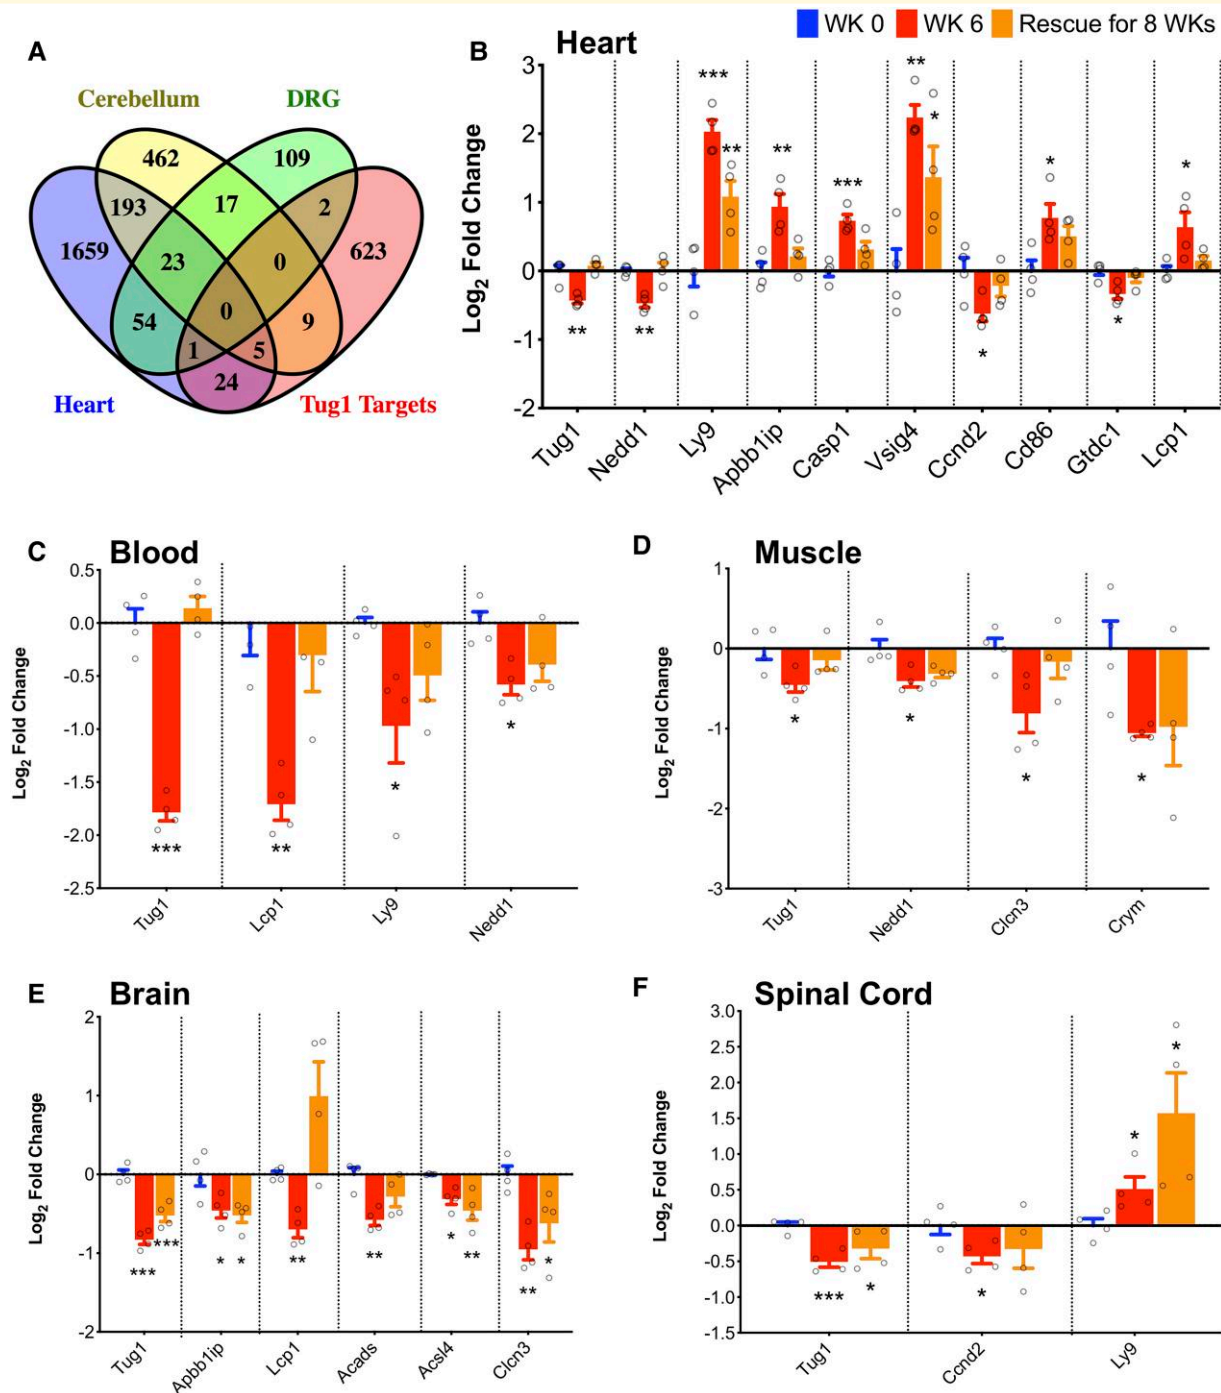 WK 0 WK 6 Rescue for 8 WKs
A
Cerebellum DRG
462 109
193 17 2
1659 23 0 623
54 0 9
1 5
24
Heart Tug1 Targets
B Heart
Log2 Fold Change
3
2
1
0
-1
-2
*** ** *** ** * *
** *
** ** * *
Tug1 Nedd1 Ly9 Apbb1ip Casp1 Vsig4 Ccnd2 Cd86 Gtdc1 Lcp1
C Blood
Log2 Fold Change
0.5
0.0
-0.5
-1.0
-1.5
-2.0
-2.5
*** ** * *
Tug1 Lcp1 Ly9 Nedd1
D Muscle
Log2 Fold Change
1
0
-1
-2
-3
* * * *
Tug1 Nedd1 Clcn3 Crym
E Brain
Log2 Fold Change
2
1
0
-1
-2
*** *** * * ** ** * ** ** *
Tug1 Apbb1ip Lcp1 Acads Acsl4 Clcn3
F Spinal Cord
Log2 Fold Change
3.0
2.5
2.0
1.5
1.0
0.5
0.0
-0.5
-1.0
-1.5
*** * * * *
Tug1 Ccnd2 Ly9